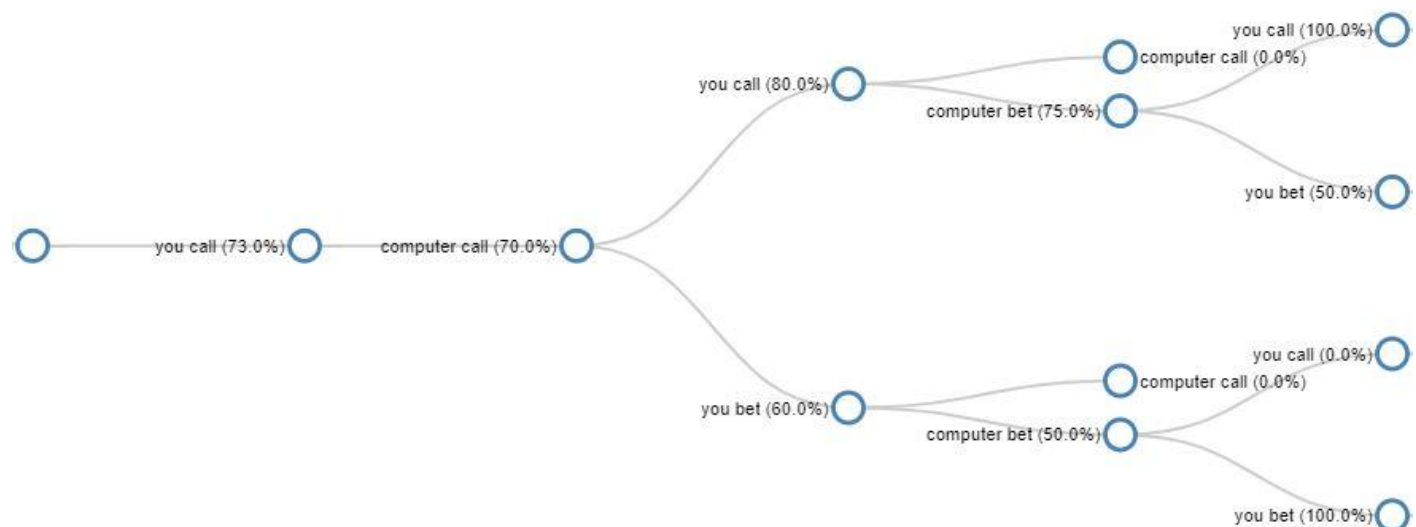 you call (100.0%)
computer call (0.0%)
you call (80.0%)
computer bet (75.0%)
you bet (50.0%)
you call (73.0%)
computer call (70.0%)
you call (0.0%)
computer call (0.0%)
you bet (60.0%)
computer bet (50.0%)
you bet (100.0%)